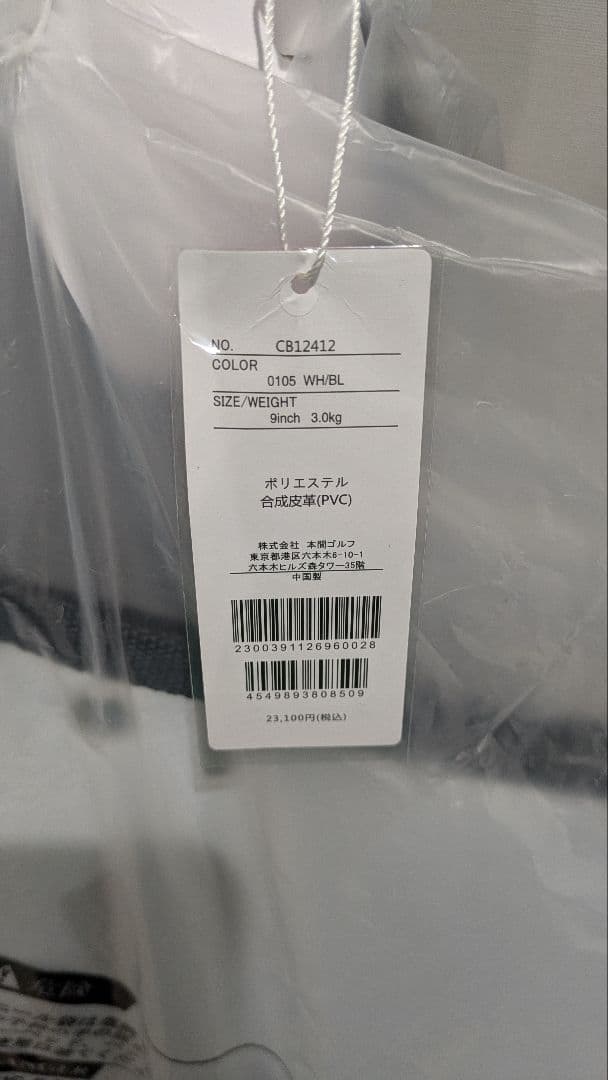 NO. CB12412
COLOR
0105 WH/BL
SIZE/WEIGHT
9inch 3.0kg
ポリエステル
合成皮革(PVC)
株式会社 本間ゴルフ
東京都港区六本木6-10-1
六本木ヒルズ森タワー35階
中国製
2300391126960028
4549893808509
23,100円(税込)